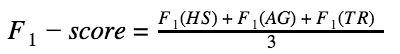 F₁ − score = F₁(HS) + F₁(AG) + F₁(TR) / 3